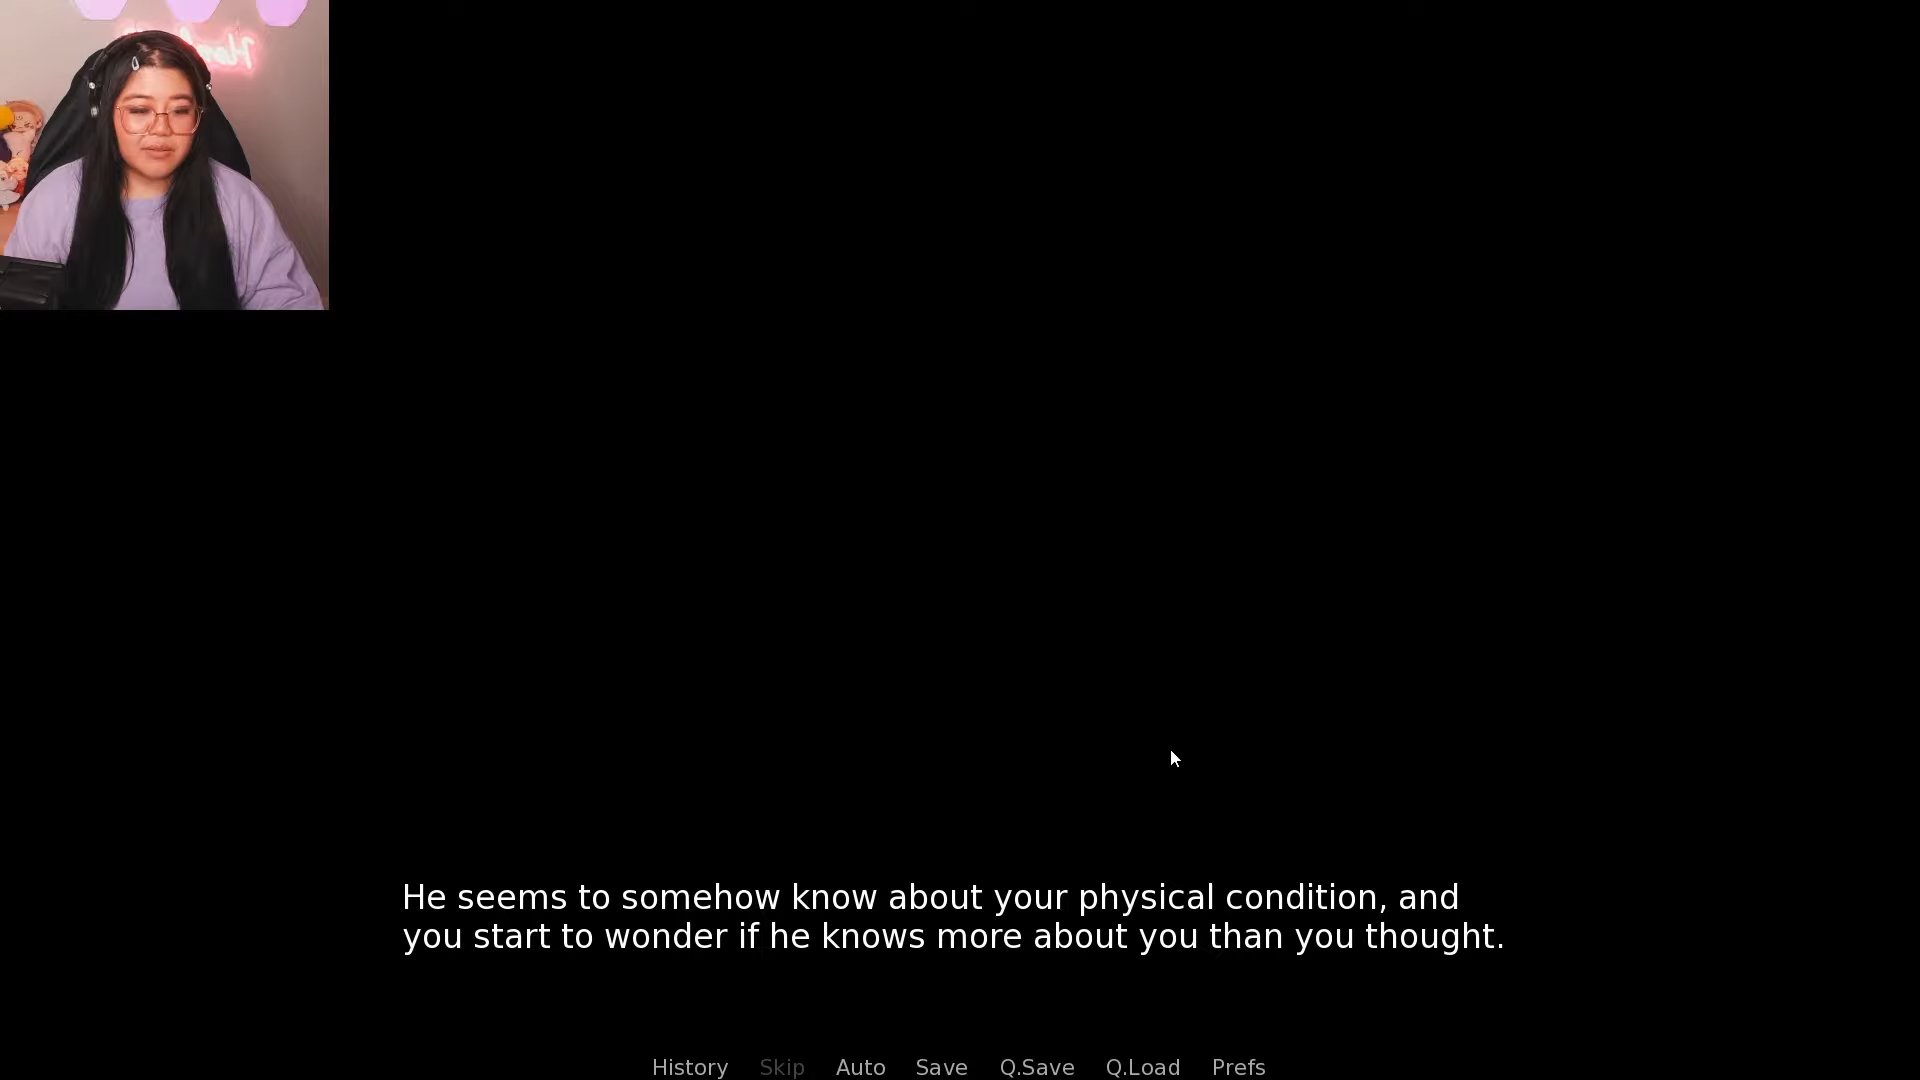 He seems to somehow know about your physical condition, and
you start to wonder if he knows more about you than you thought.
History Skip Auto Save Q.Save Q.Load Prefs